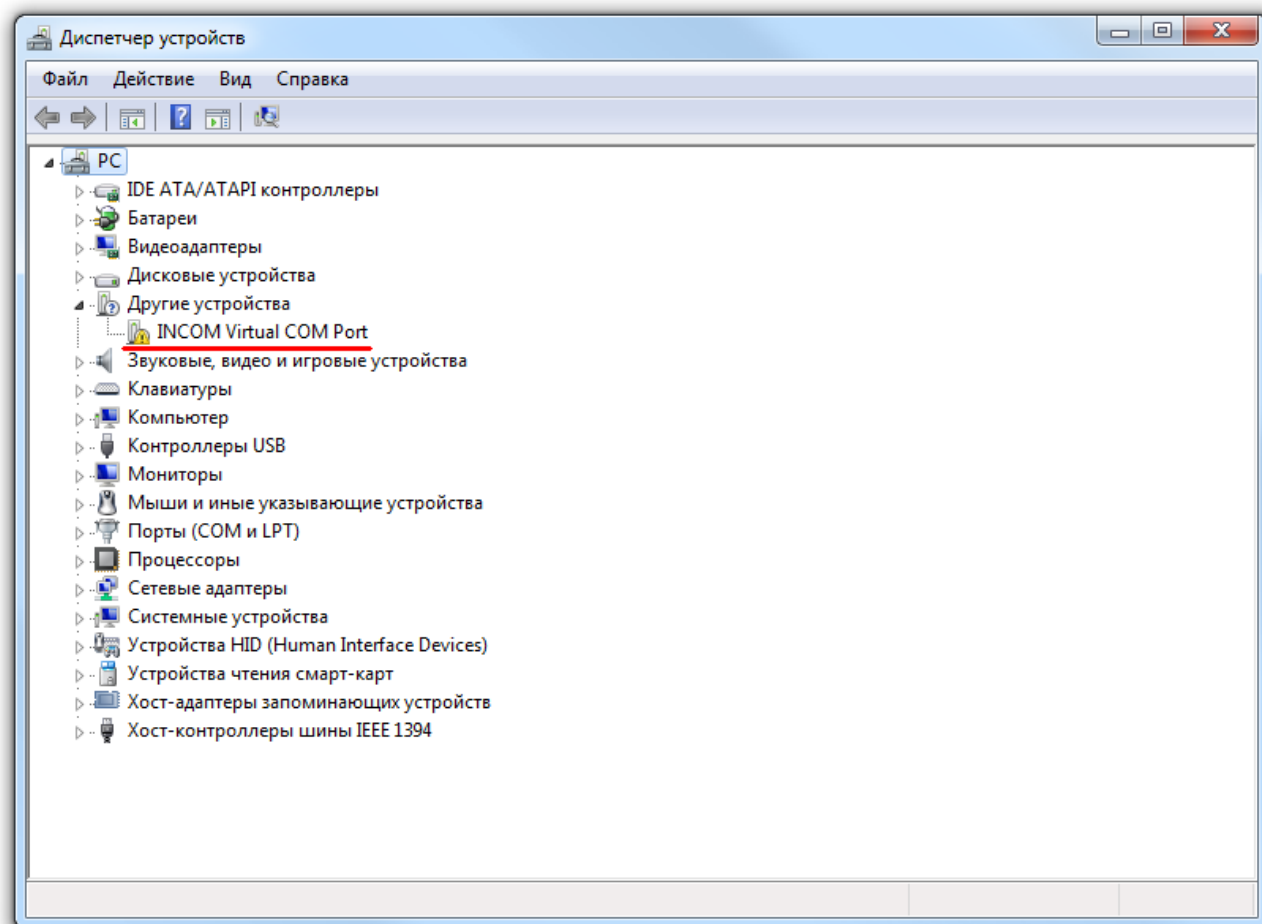 Диспетчер устройств
Файл Действие Вид Справка
PC
IDE ATA/ATAPI контроллеры
Батареи
Видеоадаптеры
Дисковые устройства
Другие устройства
INCOM Virtual COM Port
Звуковые, видео и игровые устройства
Клавиатуры
Компьютер
Контроллеры USB
Мониторы
Мыши и иные указывающие устройства
Порты (COM и LPT)
Процессоры
Сетевые адаптеры
Системные устройства
Устройства HID (Human Interface Devices)
Устройства чтения смарт-карт
Хост-адаптеры запоминающих устройств
Хост-контроллеры шины IEEE 1394